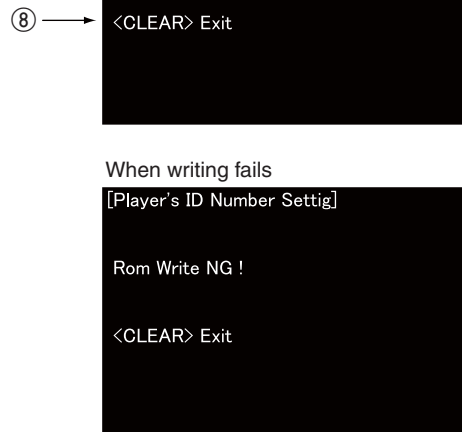 ⑧ <CLEAR> Exit
When writing fails
[Player's ID Number Settig]
Rom Write NG !
<CLEAR> Exit